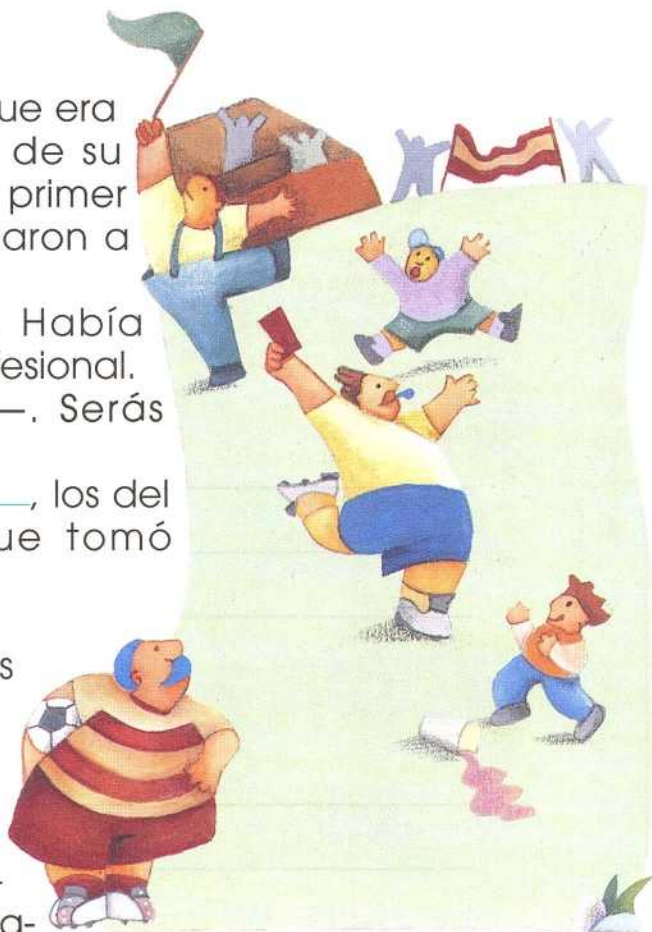 ue era
de su
primer
aron a
Había
esional.
—. Serás
, los del
ue tomó
s
-
a-